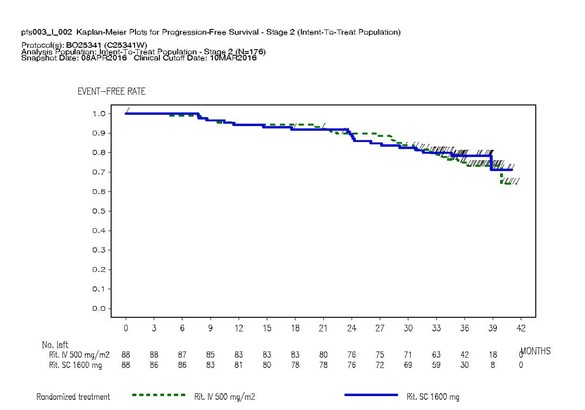 pfs003_I_002 Kaplan-Meier Plots for Progression-Free Survival - Stage 2 (Intent-To-Treat Population)
Protocol(s): BO25341 (C25341W)
Analysis Population: Intent-To-Treat Population - Stage 2 (N=176)
Snapshot Date: 08APR2016 Clinical Cutoff Date: 10MAR2016
EVENT-FREE RATE
1.0
0.9
0.8
0.7
0.6
0.5
0.4
0.3
0.2
0.1
0.0
0 3 6 9 12 15 18 21 24 27 30 33 36 39 42
MONTHS
No. left
Rit. IV 500 mg/m2 88 88 87 85 83 83 83 80 76 75 71 63 42 18 0
Rit. SC 1600 mg 88 86 86 83 81 80 78 78 76 72 69 59 30 8 0
Randomized treatment Rit. IV 500 mg/m2 Rit. SC 1600 mg